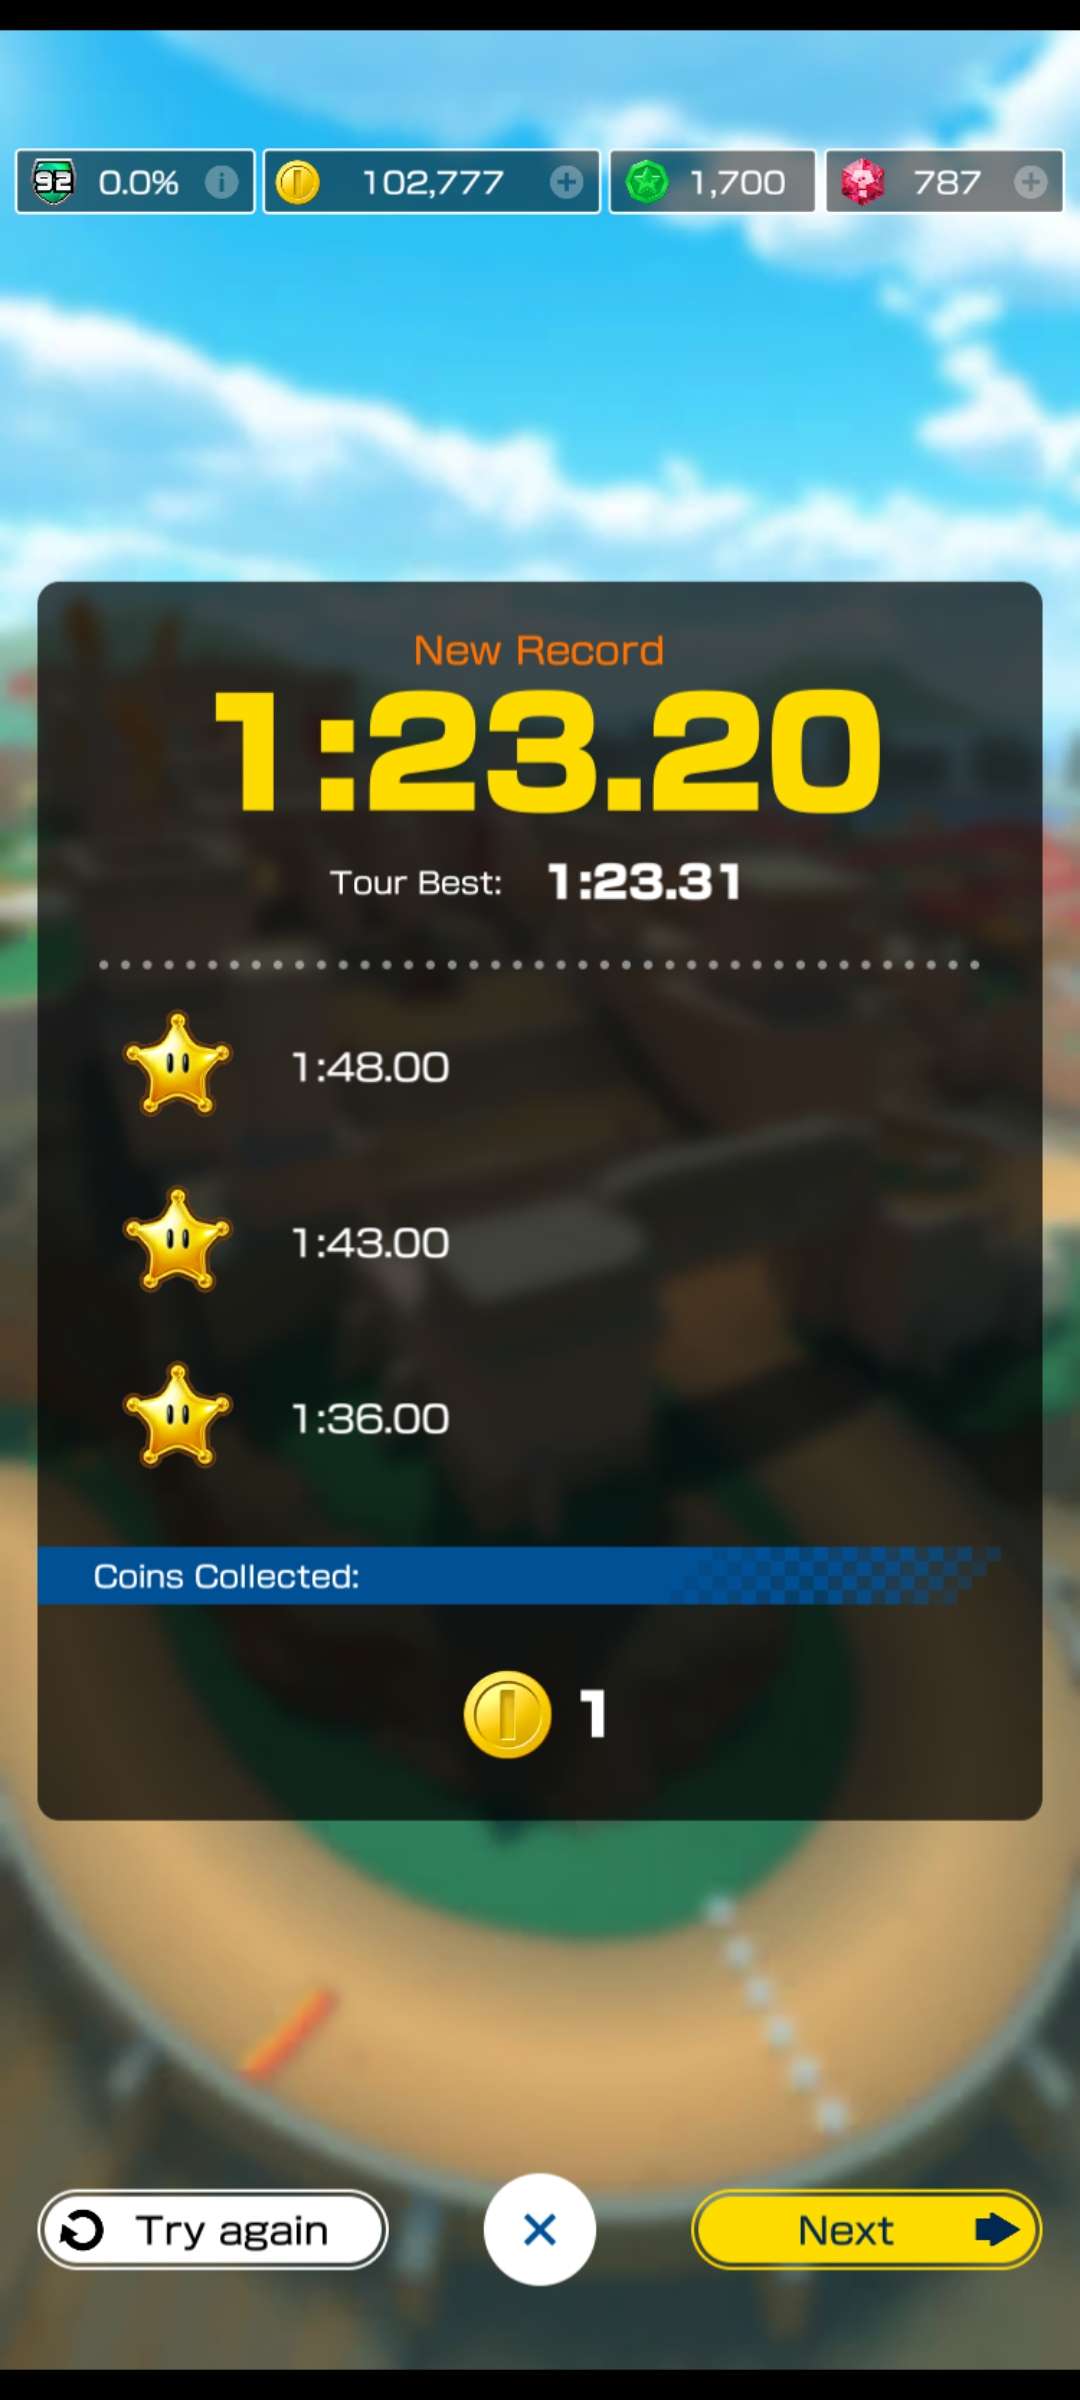 92 0.0% i 102,777 + 1,700 787 +
New Record
1:23.20
Tour Best: 1:23.31
1:48.00
1:43.00
1:36.00
Coins Collected:
1
Try again × Next